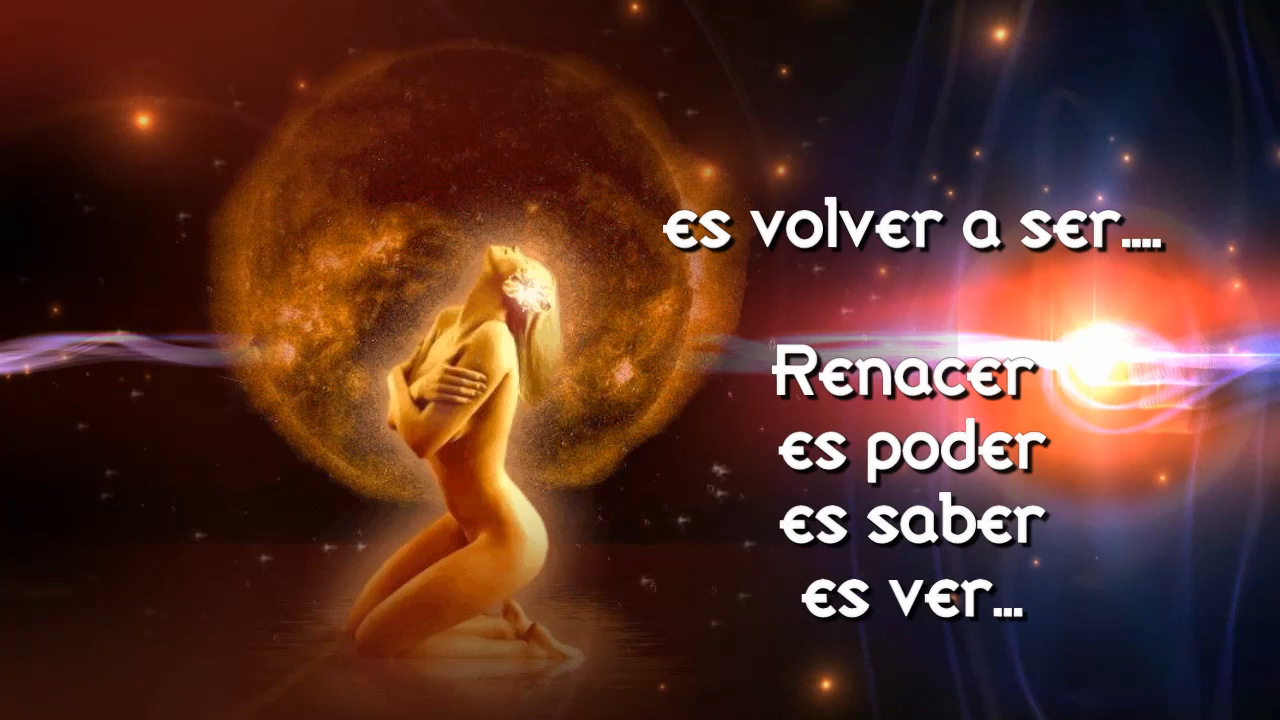 es volver a ser....
Renacer
es poder
es saber
es ver...